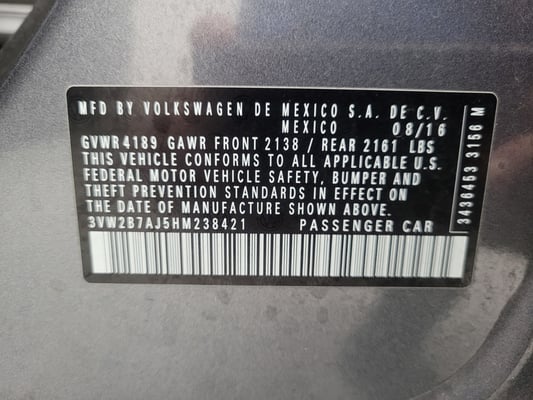 MFD BY VOLKSWAGEN DE MEXICO S.A. DE C.V.
MEXICO 08/16
GVWR 4189 GAWR FRONT 2138 / REAR 2161 LBS
THIS VEHICLE CONFORMS TO ALL APPLICABLE U.S.
FEDERAL MOTOR VEHICLE SAFETY, BUMPER AND
THEFT PREVENTION STANDARDS IN EFFECT ON THE
DATE OF MANUFACTURE SHOWN ABOVE.
3VW2B7AJ5HM238421 PASSENGER CAR
3436453 3156 M